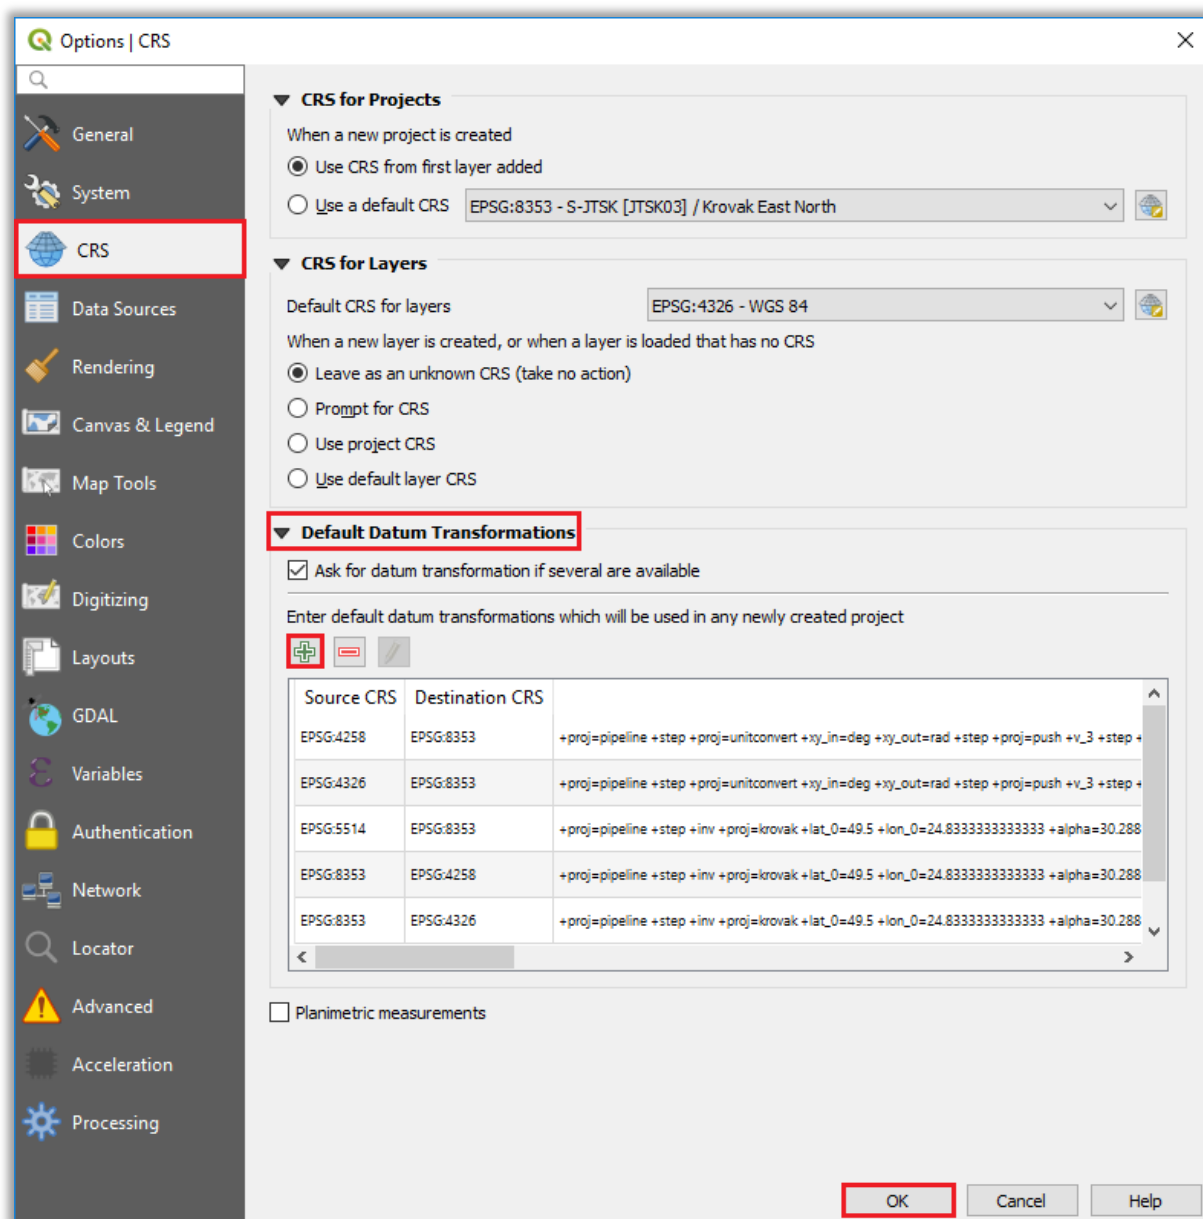 Options | CRS
General
System
CRS
Data Sources
Rendering
Canvas & Legend
Map Tools
Colors
Digitizing
Layouts
GDAL
Variables
Authentication
Network
Locator
Advanced
Acceleration
Processing
CRS for Projects
When a new project is created
Use CRS from first layer added
Use a default CRS EPSG:8353 - S-JTSK [JTSK03] / Krovak East North
CRS for Layers
Default CRS for layers EPSG:4326 - WGS 84
When a new layer is created, or when a layer is loaded that has no CRS
Leave as an unknown CRS (take no action)
Prompt for CRS
Use project CRS
Use default layer CRS
Default Datum Transformations
Ask for datum transformation if several are available
Enter default datum transformations which will be used in any newly created project
Source CRS Destination CRS
EPSG:4258 EPSG:8353 +proj=pipeline +step +proj=unitconvert +xy_in=deg +xy_out=rad +step +proj=push +v_3 +step +
EPSG:4326 EPSG:8353 +proj=pipeline +step +proj=unitconvert +xy_in=deg +xy_out=rad +step +proj=push +v_3 +step +
EPSG:5514 EPSG:8353 +proj=pipeline +step +inv +proj=krovak +lat_0=49.5 +lon_0=24.8333333333333 +alpha=30.288
EPSG:8353 EPSG:4258 +proj=pipeline +step +inv +proj=krovak +lat_0=49.5 +lon_0=24.8333333333333 +alpha=30.288
EPSG:8353 EPSG:4326 +proj=pipeline +step +inv +proj=krovak +lat_0=49.5 +lon_0=24.8333333333333 +alpha=30.288
Planimetric measurements
OK Cancel Help